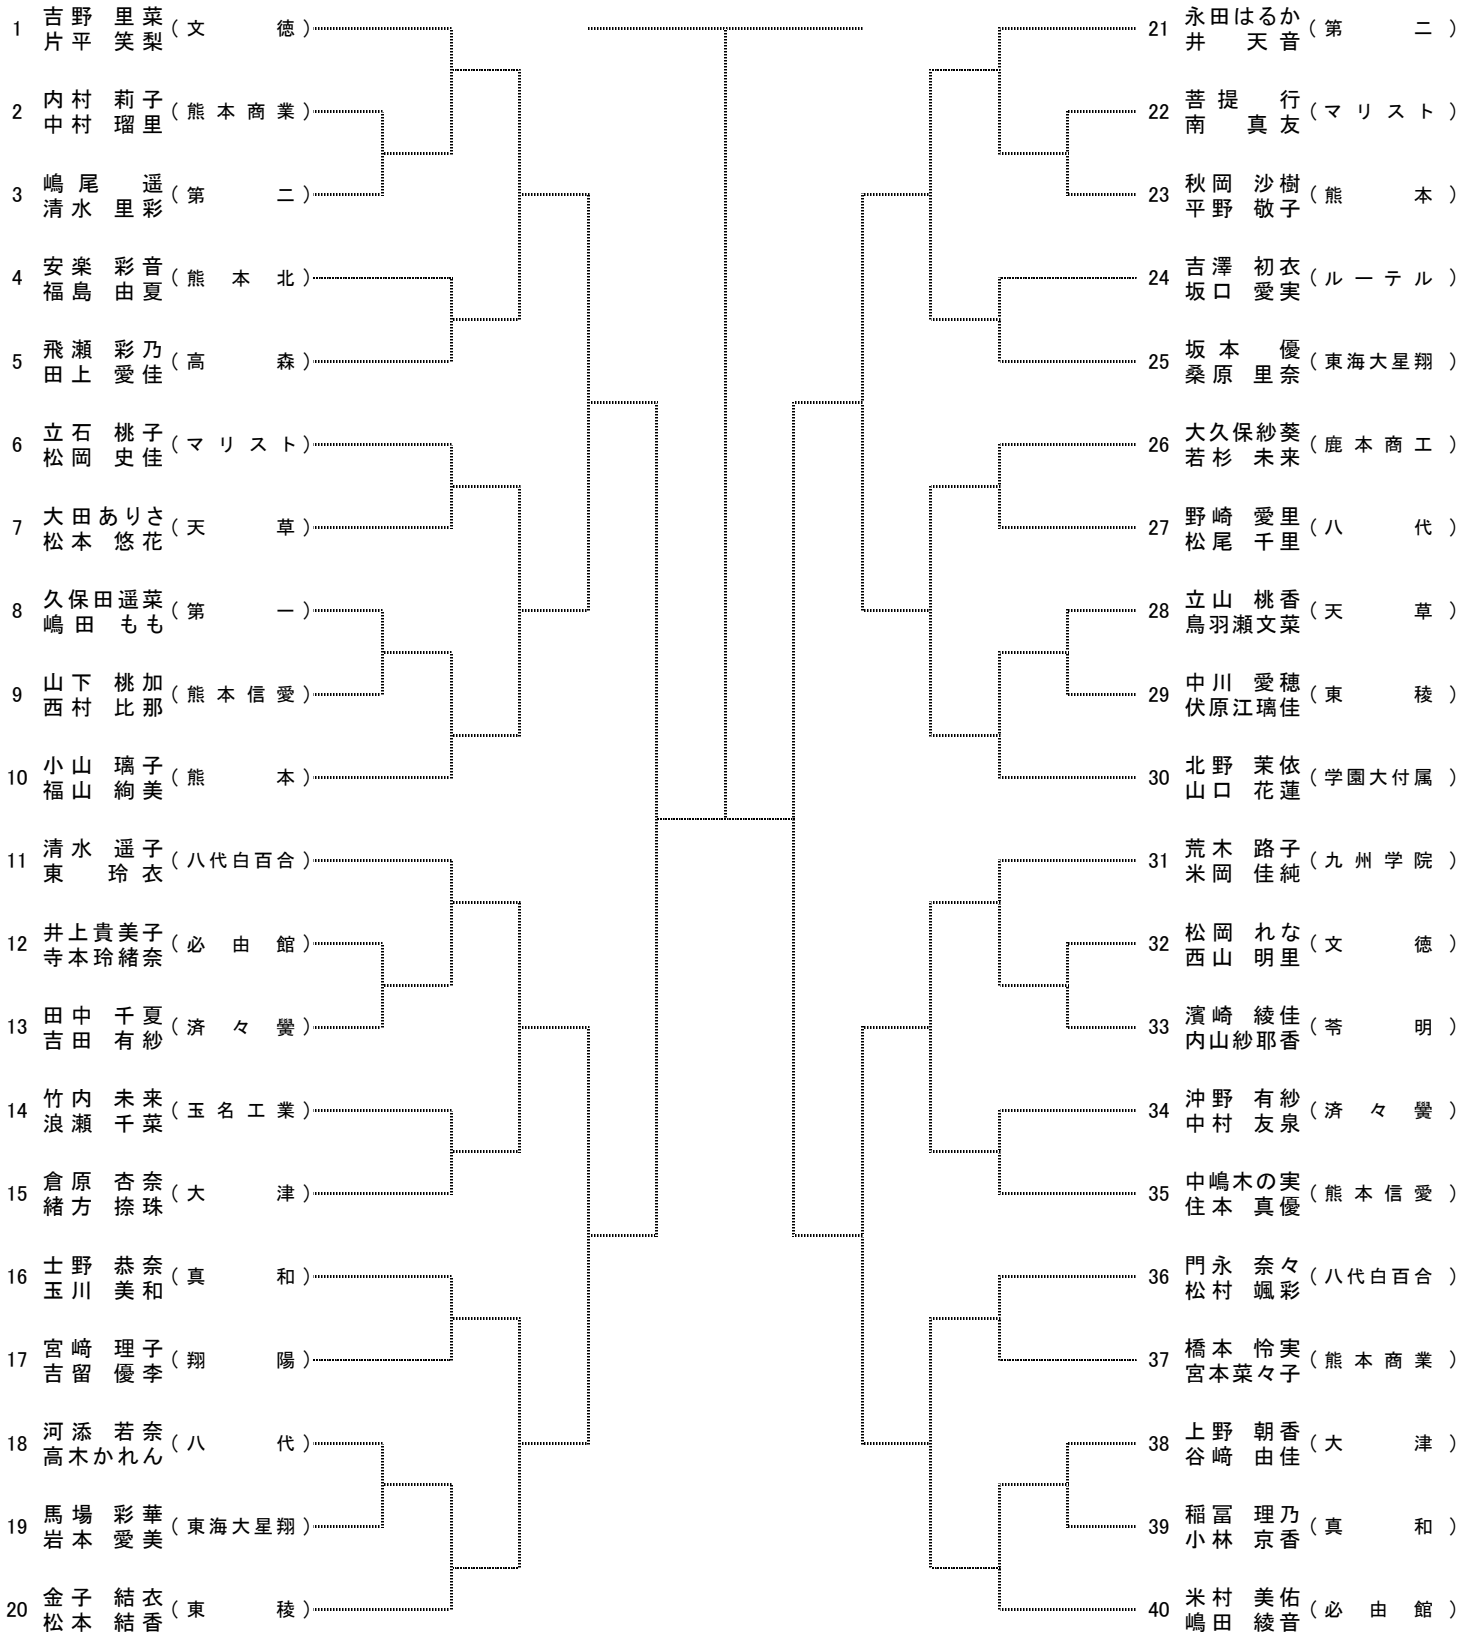 吉野 里菜
1 (文 徳)
片平 笑梨
内村 莉子
2 (熊本商業)
中村 瑠里
嶋尾 遥
3 (第 二)
清水 里彩
安楽 彩音
4 (熊本北)
福島 由夏
飛瀬 彩乃
5 (高 森)
田上 愛佳
立石 桃子
6 (マリスト)
松岡 史佳
大田ありさ
7 (天 草)
松本 悠花
久保田遥菜
8 (第 一)
嶋田 もも
山下 桃加
9 (熊本信愛)
西村 比那
小山 璃子
10 (熊 本)
福山 絢美
清水 遥子
11 (八代白百合)
東 玲衣
井上貴美子
12 (必由館)
寺本玲緒奈
田中 千夏
13 (済々黌)
吉田 有紗
竹内 未来
14 (玉名工業)
浪瀬 千菜
倉原 杏奈
15 (大 津)
緒方 捺珠
士野 恭奈
16 (真 和)
玉川 美和
宮﨑 理子
17 (翔 陽)
吉留 優李
河添 若奈
18 (八 代)
高木かれん
馬場 彩華
19 (東海大星翔)
岩本 愛美
金子 結衣
20 (東 稜)
松本 結香
永田はるか
21 (第 二)
井 天音
菩提 行
22 (マリスト)
南 真友
秋岡 沙樹
23 (熊 本)
平野 敬子
吉澤 初衣
24 (ルーテル)
坂口 愛実
坂本 優
25 (東海大星翔)
桑原 里奈
大久保紗葵
26 (鹿本商工)
若杉 未来
野崎 愛里
27 (八 代)
松尾 千里
立山 桃香
28 (天 草)
鳥羽瀬文菜
中川 愛穂
29 (東 稜)
伏原江璃佳
北野 茉依
30 (学園大付属)
山口 花蓮
荒木 路子
31 (九州学院)
米岡 佳純
松岡 れな
32 (文 徳)
西山 明里
濱崎 綾佳
33 (苓 明)
内山紗耶香
沖野 有紗
34 (済々黌)
中村 友泉
中嶋木の実
35 (熊本信愛)
住本 真優
門永 奈々
36 (八代白百合)
松村 颯彩
橋本 怜実
37 (熊本商業)
宮本菜々子
上野 朝香
38 (大 津)
谷﨑 由佳
稲冨 理乃
39 (真 和)
小林 京香
米村 美佑
40 (必由館)
嶋田 綾音